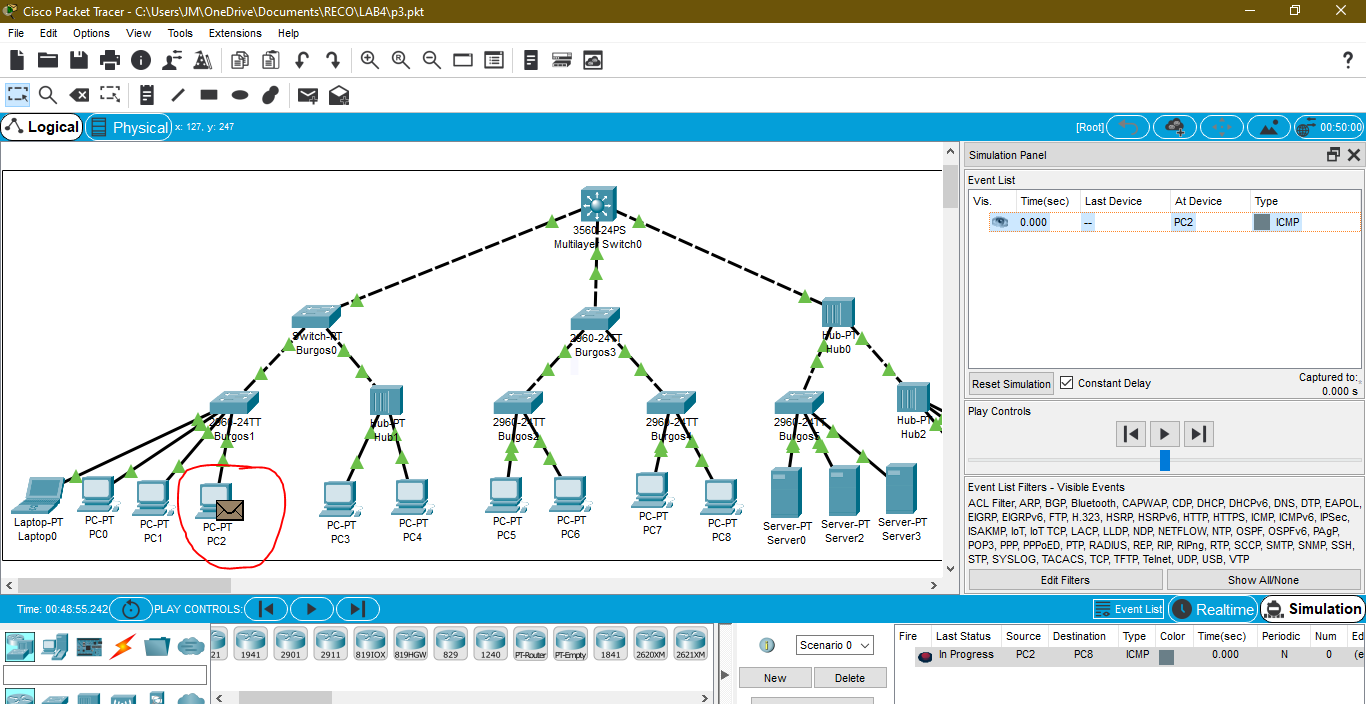 Cisco Packet Tracer - C:\Users\JM\OneDrive\Documents\RECO\LAB4\p3.pkt
File Edit Options View Tools Extensions Help
Logical Physical x: 127, y: 247 [Root] 00:50:00
Simulation Panel
Event List
Vis. Time(sec) Last Device At Device Type
0.000 -- PC2 ICMP
3560-24PS
Multilayer Switch0
Switch-PT
Burgos0
2960-24TT
Burgos3
Hub-PT
Hub0
2960-24TT
Burgos1
Hub-PT
Hub1
2960-24TT
Burgos2
2960-24TT
Burgos4
2960-24TT
Burgos5
Hub-PT
Hub2
Laptop-PT
Laptop0
PC-PT
PC0
PC-PT
PC1
PC-PT
PC2
PC-PT
PC3
PC-PT
PC4
PC-PT
PC5
PC-PT
PC6
PC-PT
PC7
PC-PT
PC8
Server-PT
Server0
Server-PT
Server2
Server-PT
Server3
Reset Simulation Constant Delay Captured to:
0.000 s
Play Controls
Event List Filters - Visible Events
ACL Filter, ARP, BGP, Bluetooth, CAPWAP, CDP, DHCP, DHCPv6, DNS, DTP, EAPOL,
EIGRP, EIGRPv6, FTP, H.323, HSRP, HSRPv6, HTTP, HTTPS, ICMP, ICMPv6, IPSec,
ISAKMP, IoT, IoT TCP, LACP, LLDP, NDP, NETFLOW, NTP, OSPF, OSPFv6, PAgP,
POP3, PPP, PPPoED, PTP, RADIUS, REP, RIP, RIPng, RTP, SCCP, SMTP, SNMP, SSH,
STP, SYSLOG, TACACS, TCP, TFTP, Telnet, UDP, USB, VTP
Edit Filters Show All/None
Time: 00:48:55.242 PLAY CONTROLS: Event List Realtime Simulation
21 1941 2901 2911 819IOX 819HGW 829 1240 PT-Router PT-Empty 1841 2620XM 2621XM
Scenario 0
New Delete
Fire Last Status Source Destination Type Color Time(sec) Periodic Num Edi
In Progress PC2 PC8 ICMP 0.000 N 0 (e